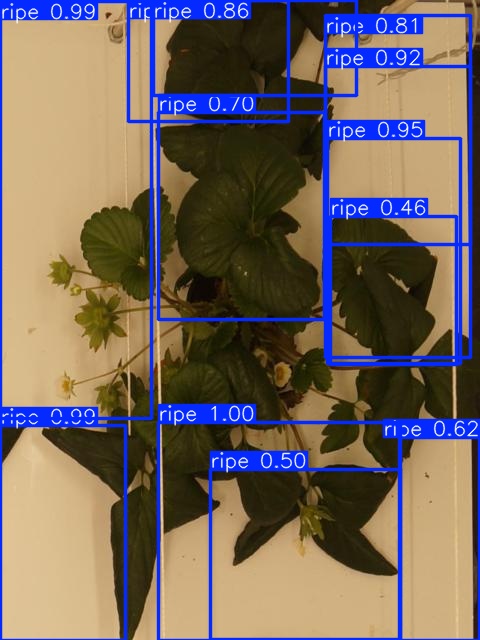 ripe 0.99
ripe 0.86
ripe 0.81
ripe 0.92
ripe 0.70
ripe 0.95
ripe 0.46
ripe 0.99
ripe 1.00
ripe 0.62
ripe 0.50